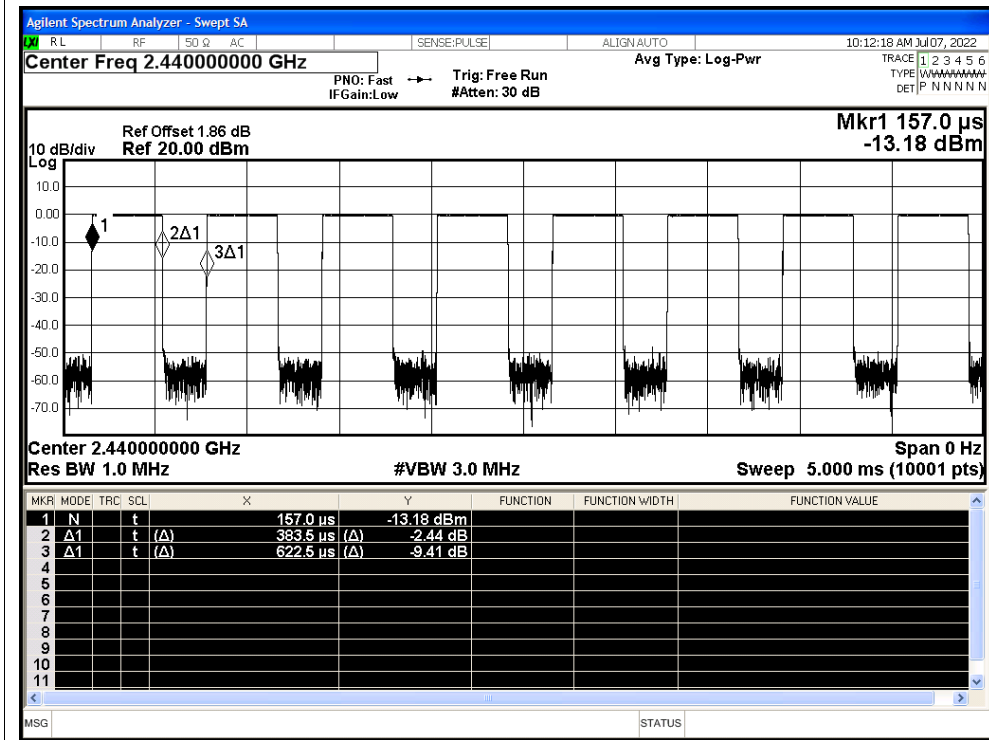 Agilent Spectrum Analyzer - Swept SA
LXI RL RF 50 Ω AC SENSE:PULSE ALIGNAUTO 10:12:18 AM Jul 07, 2022
Center Freq 2.440000000 GHz Avg Type: Log-Pwr TRACE 1 2 3 4 5 6
PNO: Fast Trig: Free Run TYPE WWWWWW
IFGain:Low #Atten: 30 dB DET P N N N N N
Mkr1 157.0 µs
Ref Offset 1.86 dB
10 dB/div Ref 20.00 dBm -13.18 dBm
Log
10.0
0.00
1
2Δ1
-10.0
3Δ1
-20.0
-30.0
-40.0
-50.0
-60.0
-70.0
Center 2.440000000 GHz Span 0 Hz
Res BW 1.0 MHz #VBW 3.0 MHz Sweep 5.000 ms (10001 pts)
MKR MODE TRC SCL X Y FUNCTION FUNCTION WIDTH FUNCTION VALUE
1 N t 157.0 µs -13.18 dBm
2 Δ1 t (Δ) 383.5 µs (Δ) -2.44 dB
3 Δ1 t (Δ) 622.5 µs (Δ) -9.41 dB
4
5
6
7
8
9
10
11
MSG STATUS